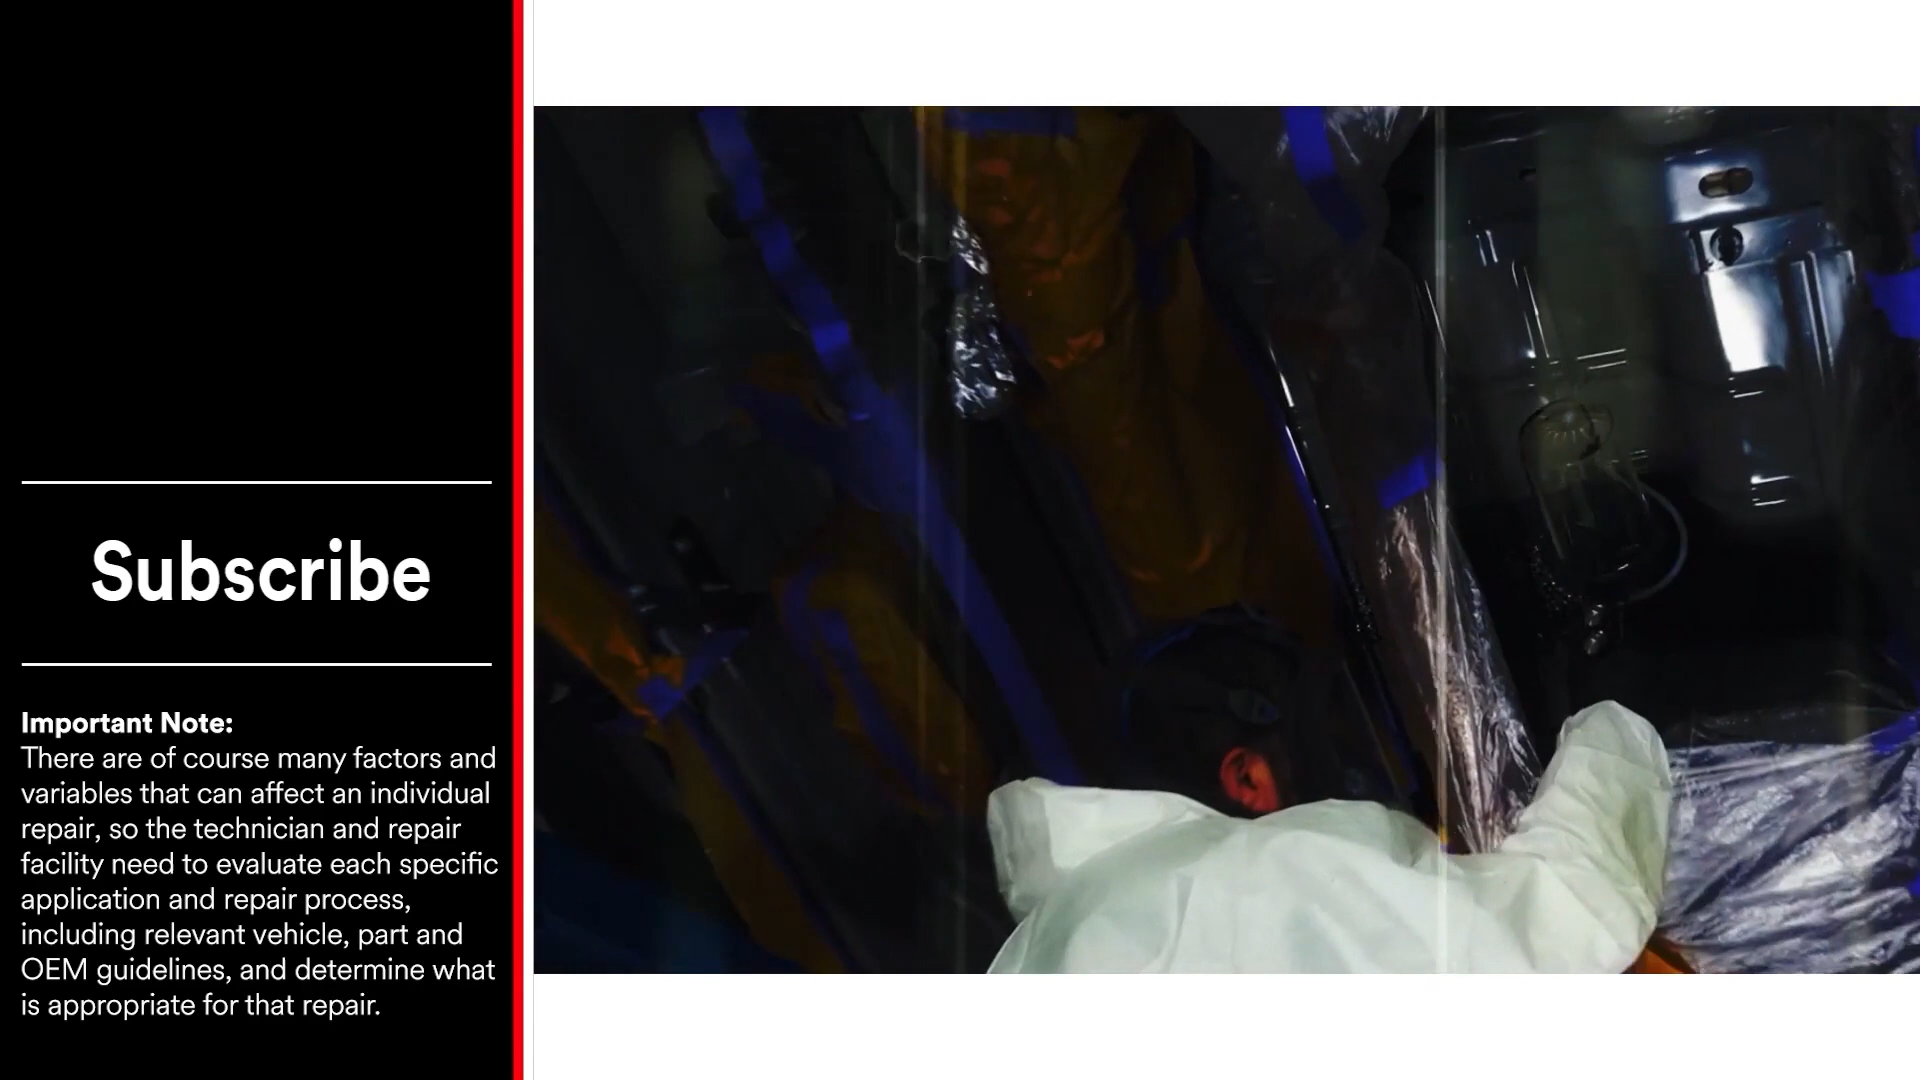 Subscribe
Important Note:
There are of course many factors and
variables that can affect an individual
repair, so the technician and repair
facility need to evaluate each specific
application and repair process,
including relevant vehicle, part and
OEM guidelines, and determine what
is appropriate for that repair.